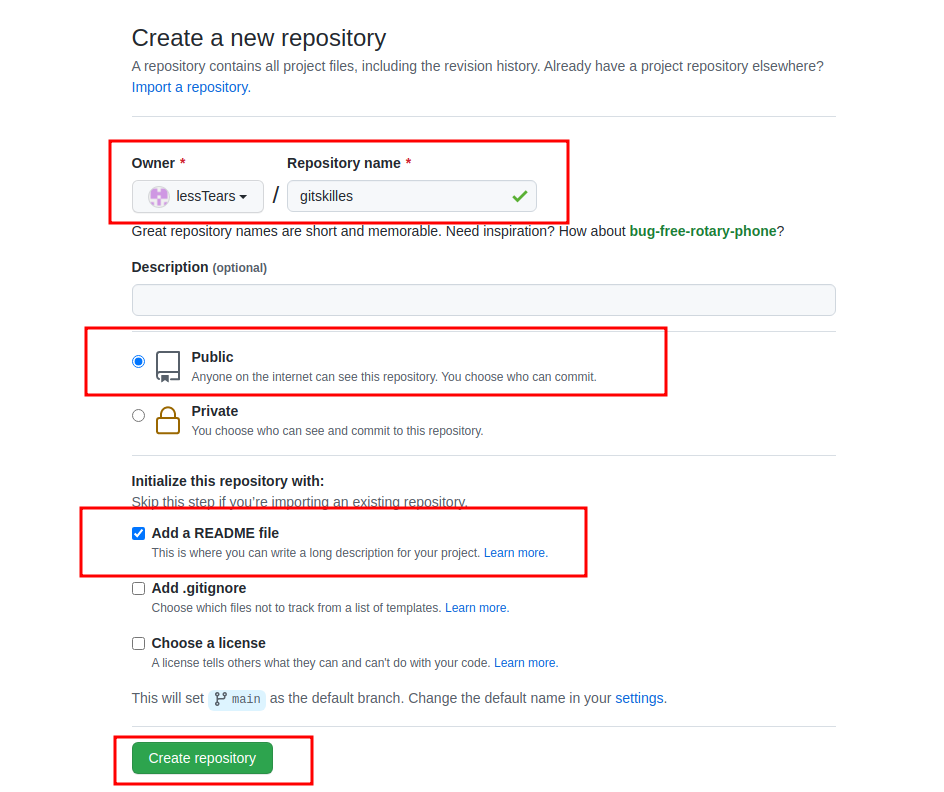 Create a new repository
A repository contains all project files, including the revision history. Already have a project repository elsewhere?
Import a repository.
Owner * Repository name *
lessTears / gitskilles
Great repository names are short and memorable. Need inspiration? How about bug-free-rotary-phone?
Description (optional)
Public
Anyone on the internet can see this repository. You choose who can commit.
Private
You choose who can see and commit to this repository.
Initialize this repository with:
Skip this step if you're importing an existing repository.
Add a README file
This is where you can write a long description for your project. Learn more.
Add .gitignore
Choose which files not to track from a list of templates. Learn more.
Choose a license
A license tells others what they can and can't do with your code. Learn more.
This will set main as the default branch. Change the default name in your settings.
Create repository